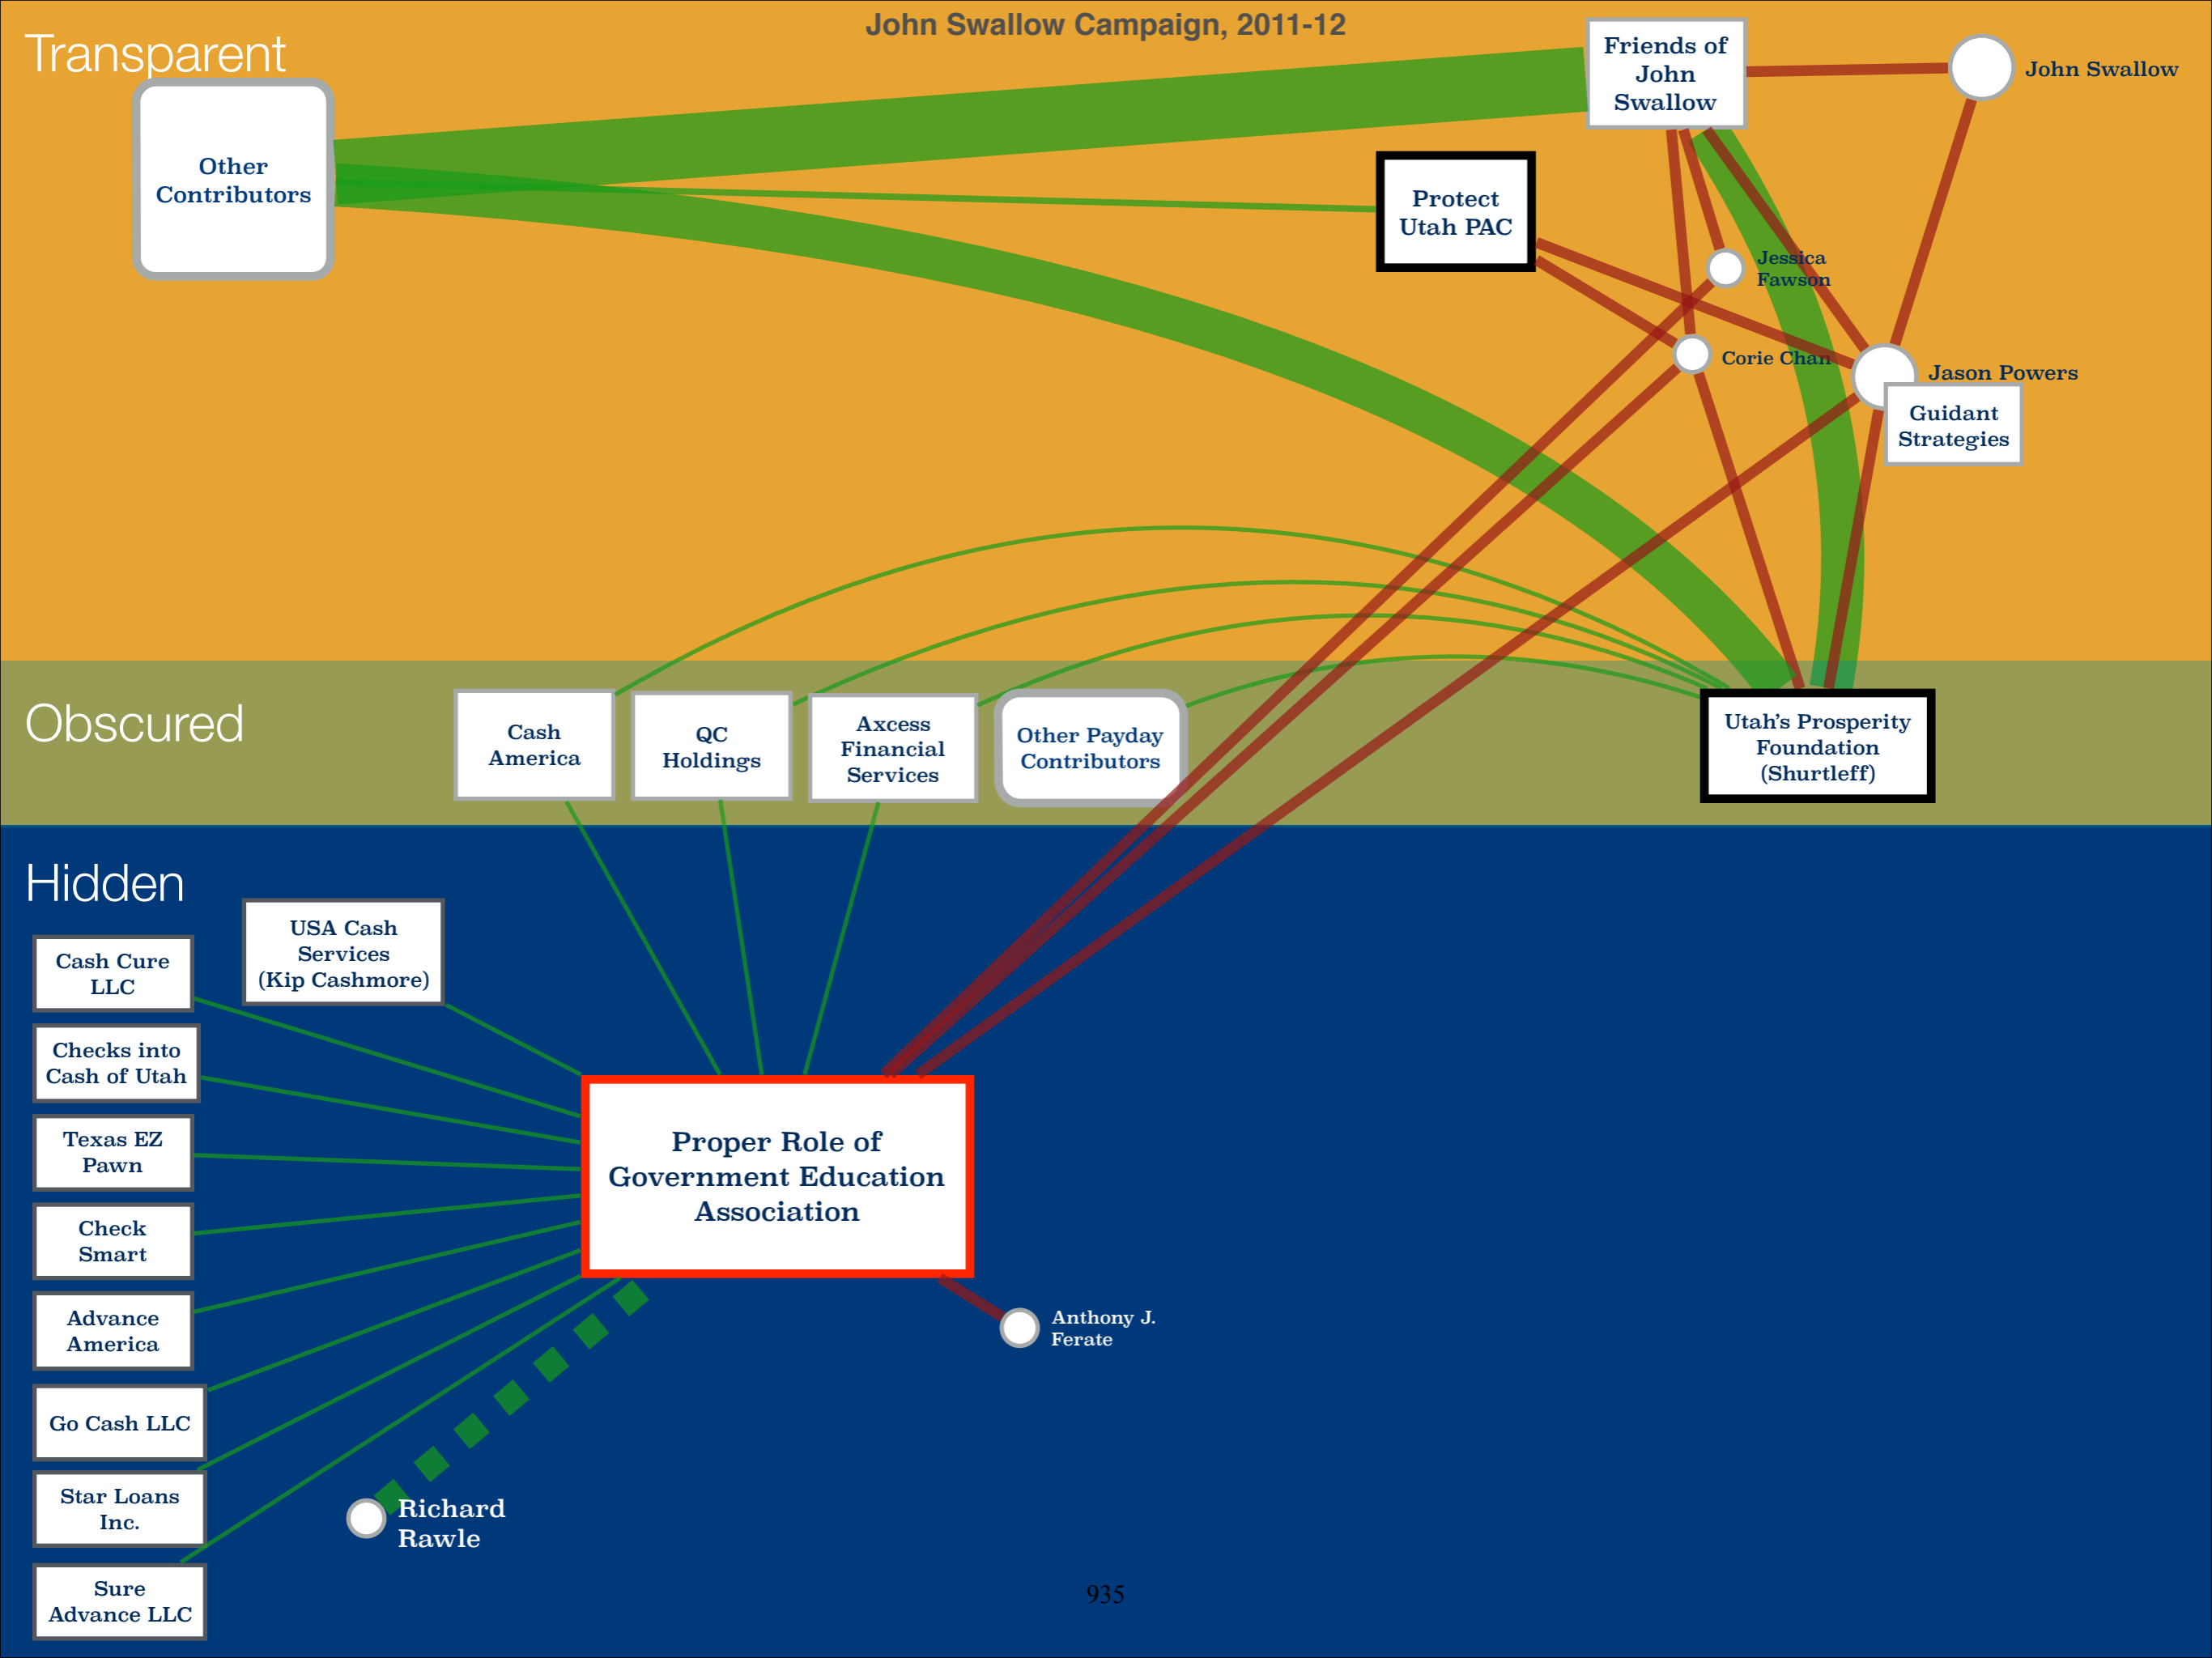 John Swallow Campaign, 2011-12
Transparent
Other
Contributors
Friends of
John
Swallow
John Swallow
Protect
Utah PAC
Jessica
Fawson
Corie Chan
Jason Powers
Guidant
Strategies
Obscured
Cash
America
QC
Holdings
Axcess
Financial
Services
Other Payday
Contributors
Utah's Prosperity
Foundation
(Shurtleff)
Hidden
USA Cash
Services
(Kip Cashmore)
Cash Cure
LLC
Checks into
Cash of Utah
Texas EZ
Pawn
Check
Smart
Advance
America
Go Cash LLC
Star Loans
Inc.
Sure
Advance LLC
Proper Role of
Government Education
Association
Anthony J.
Ferate
Richard
Rawle
935